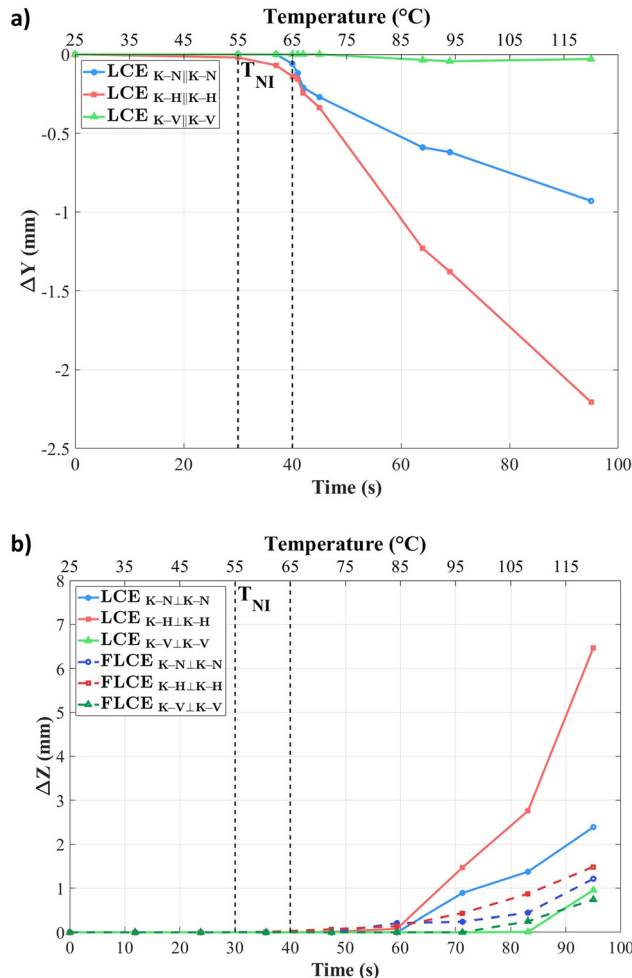 a)
Temperature (°C)
25 35 45 55 65 75 85 95 105 115
LCE K–N∥K–N
LCE K–H∥K–H
LCE K–V∥K–V
T NI
0
-0.5
-1
-1.5
-2
-2.5
ΔY (mm)
0 20 40 60 80 100
Time (s)
b)
Temperature (°C)
25 35 45 55 65 75 85 95 105 115
LCE K–N⊥K–N
LCE K–H⊥K–H
LCE K–V⊥K–V
FLCE K–N⊥K–N
FLCE K–H⊥K–H
FLCE K–V⊥K–V
T NI
8
7
6
5
4
3
2
1
0
ΔZ (mm)
0 10 20 30 40 50 60 70 80 90 100
Time (s)